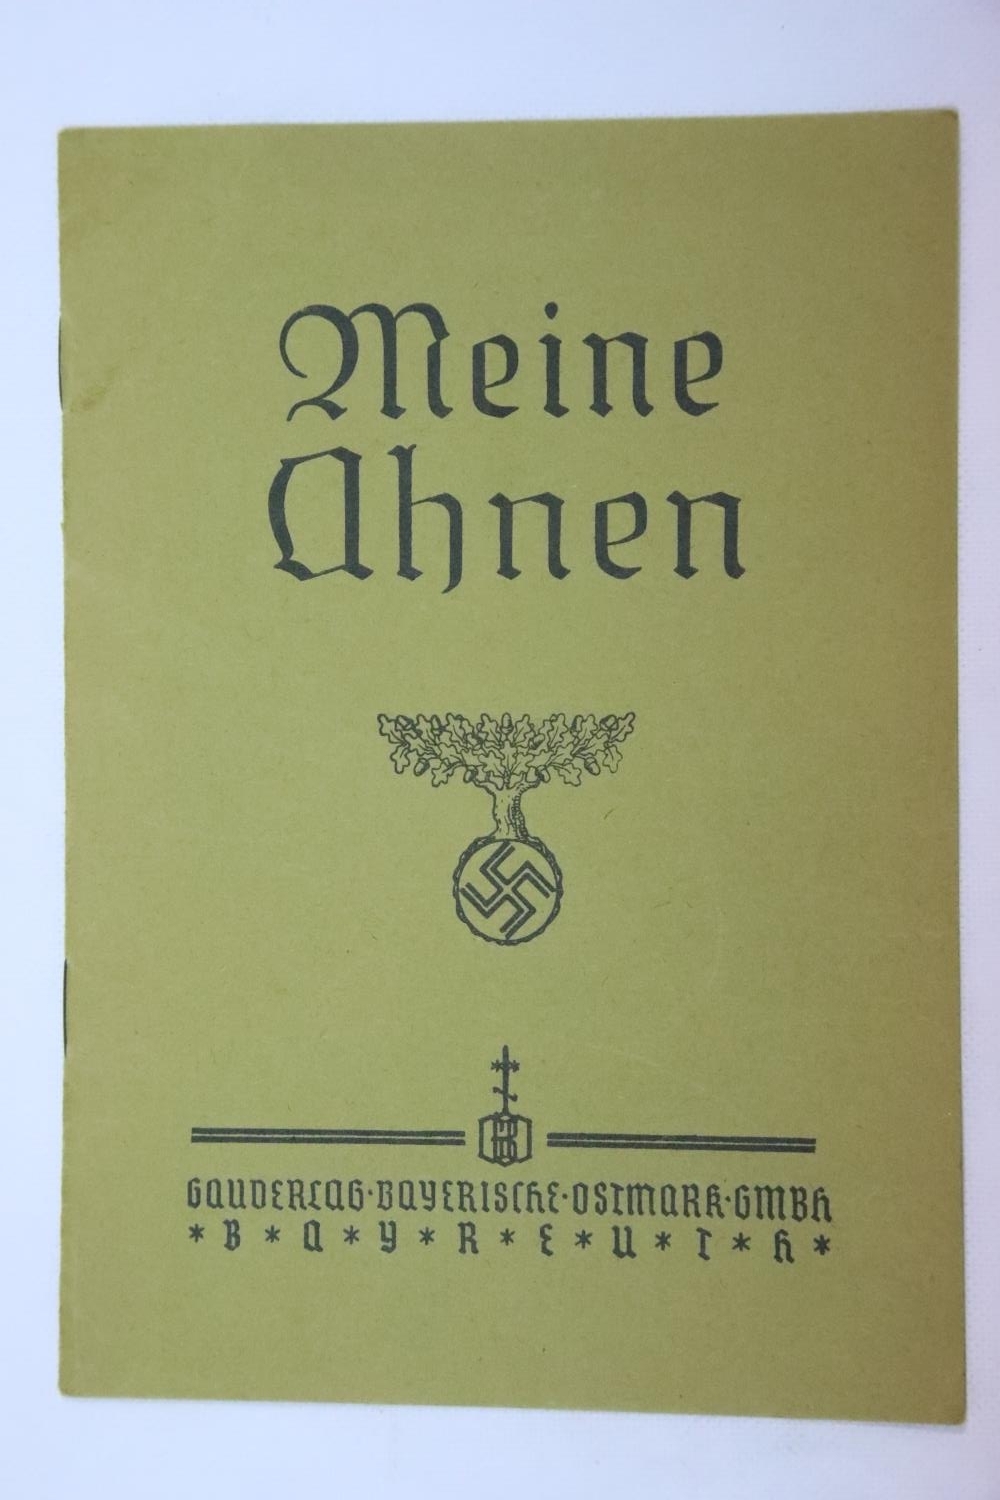 Meine
Ahnen
GAUVERLAG·BAYERISCHE·OSTMARK·GMBH
*B*A*Y*R*E*U*T*H*